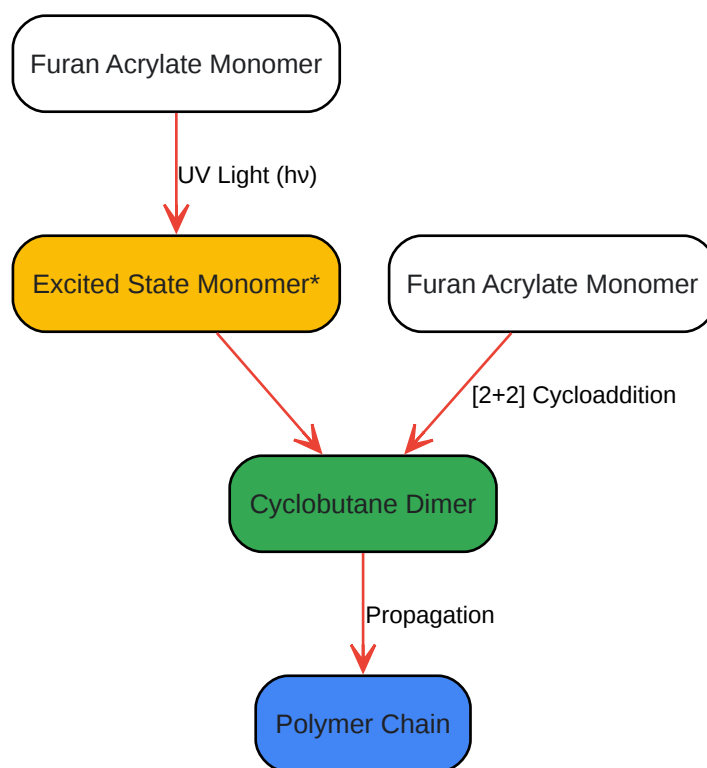 Furan Acrylate Monomer
UV Light (hν)
Excited State Monomer*
Furan Acrylate Monomer
[2+2] Cycloaddition
Cyclobutane Dimer
Propagation
Polymer Chain